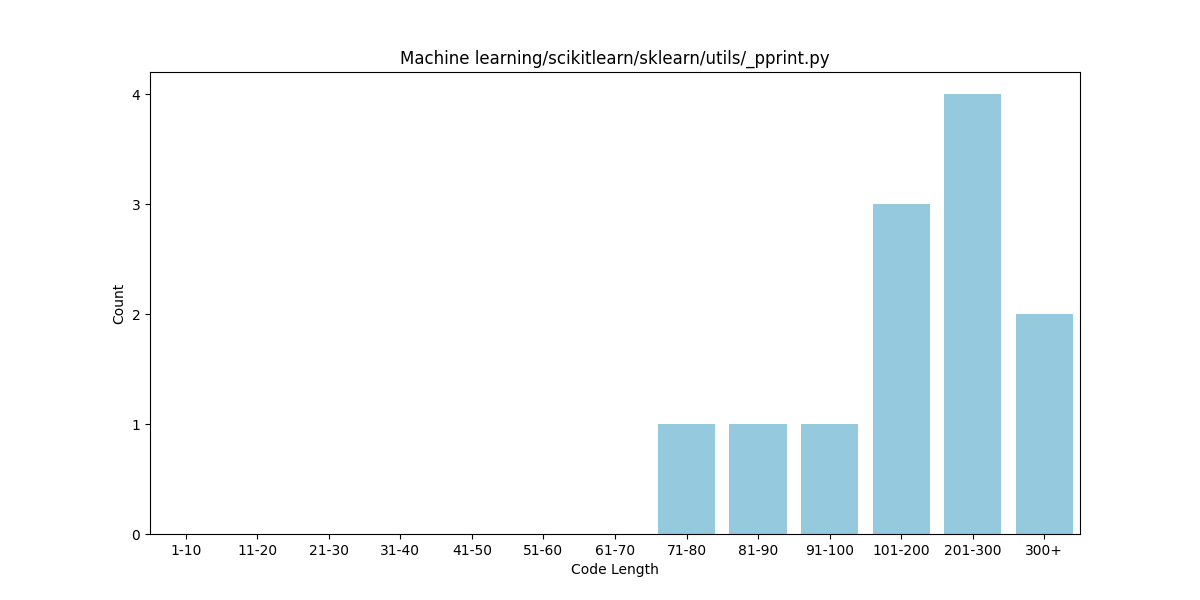 Machine learning/scikitlearn/sklearn/utils/_pprint.py
4
3
2
1
0
Count
1-10 11-20 21-30 31-40 41-50 51-60 61-70 71-80 81-90 91-100 101-200 201-300 300+
Code Length